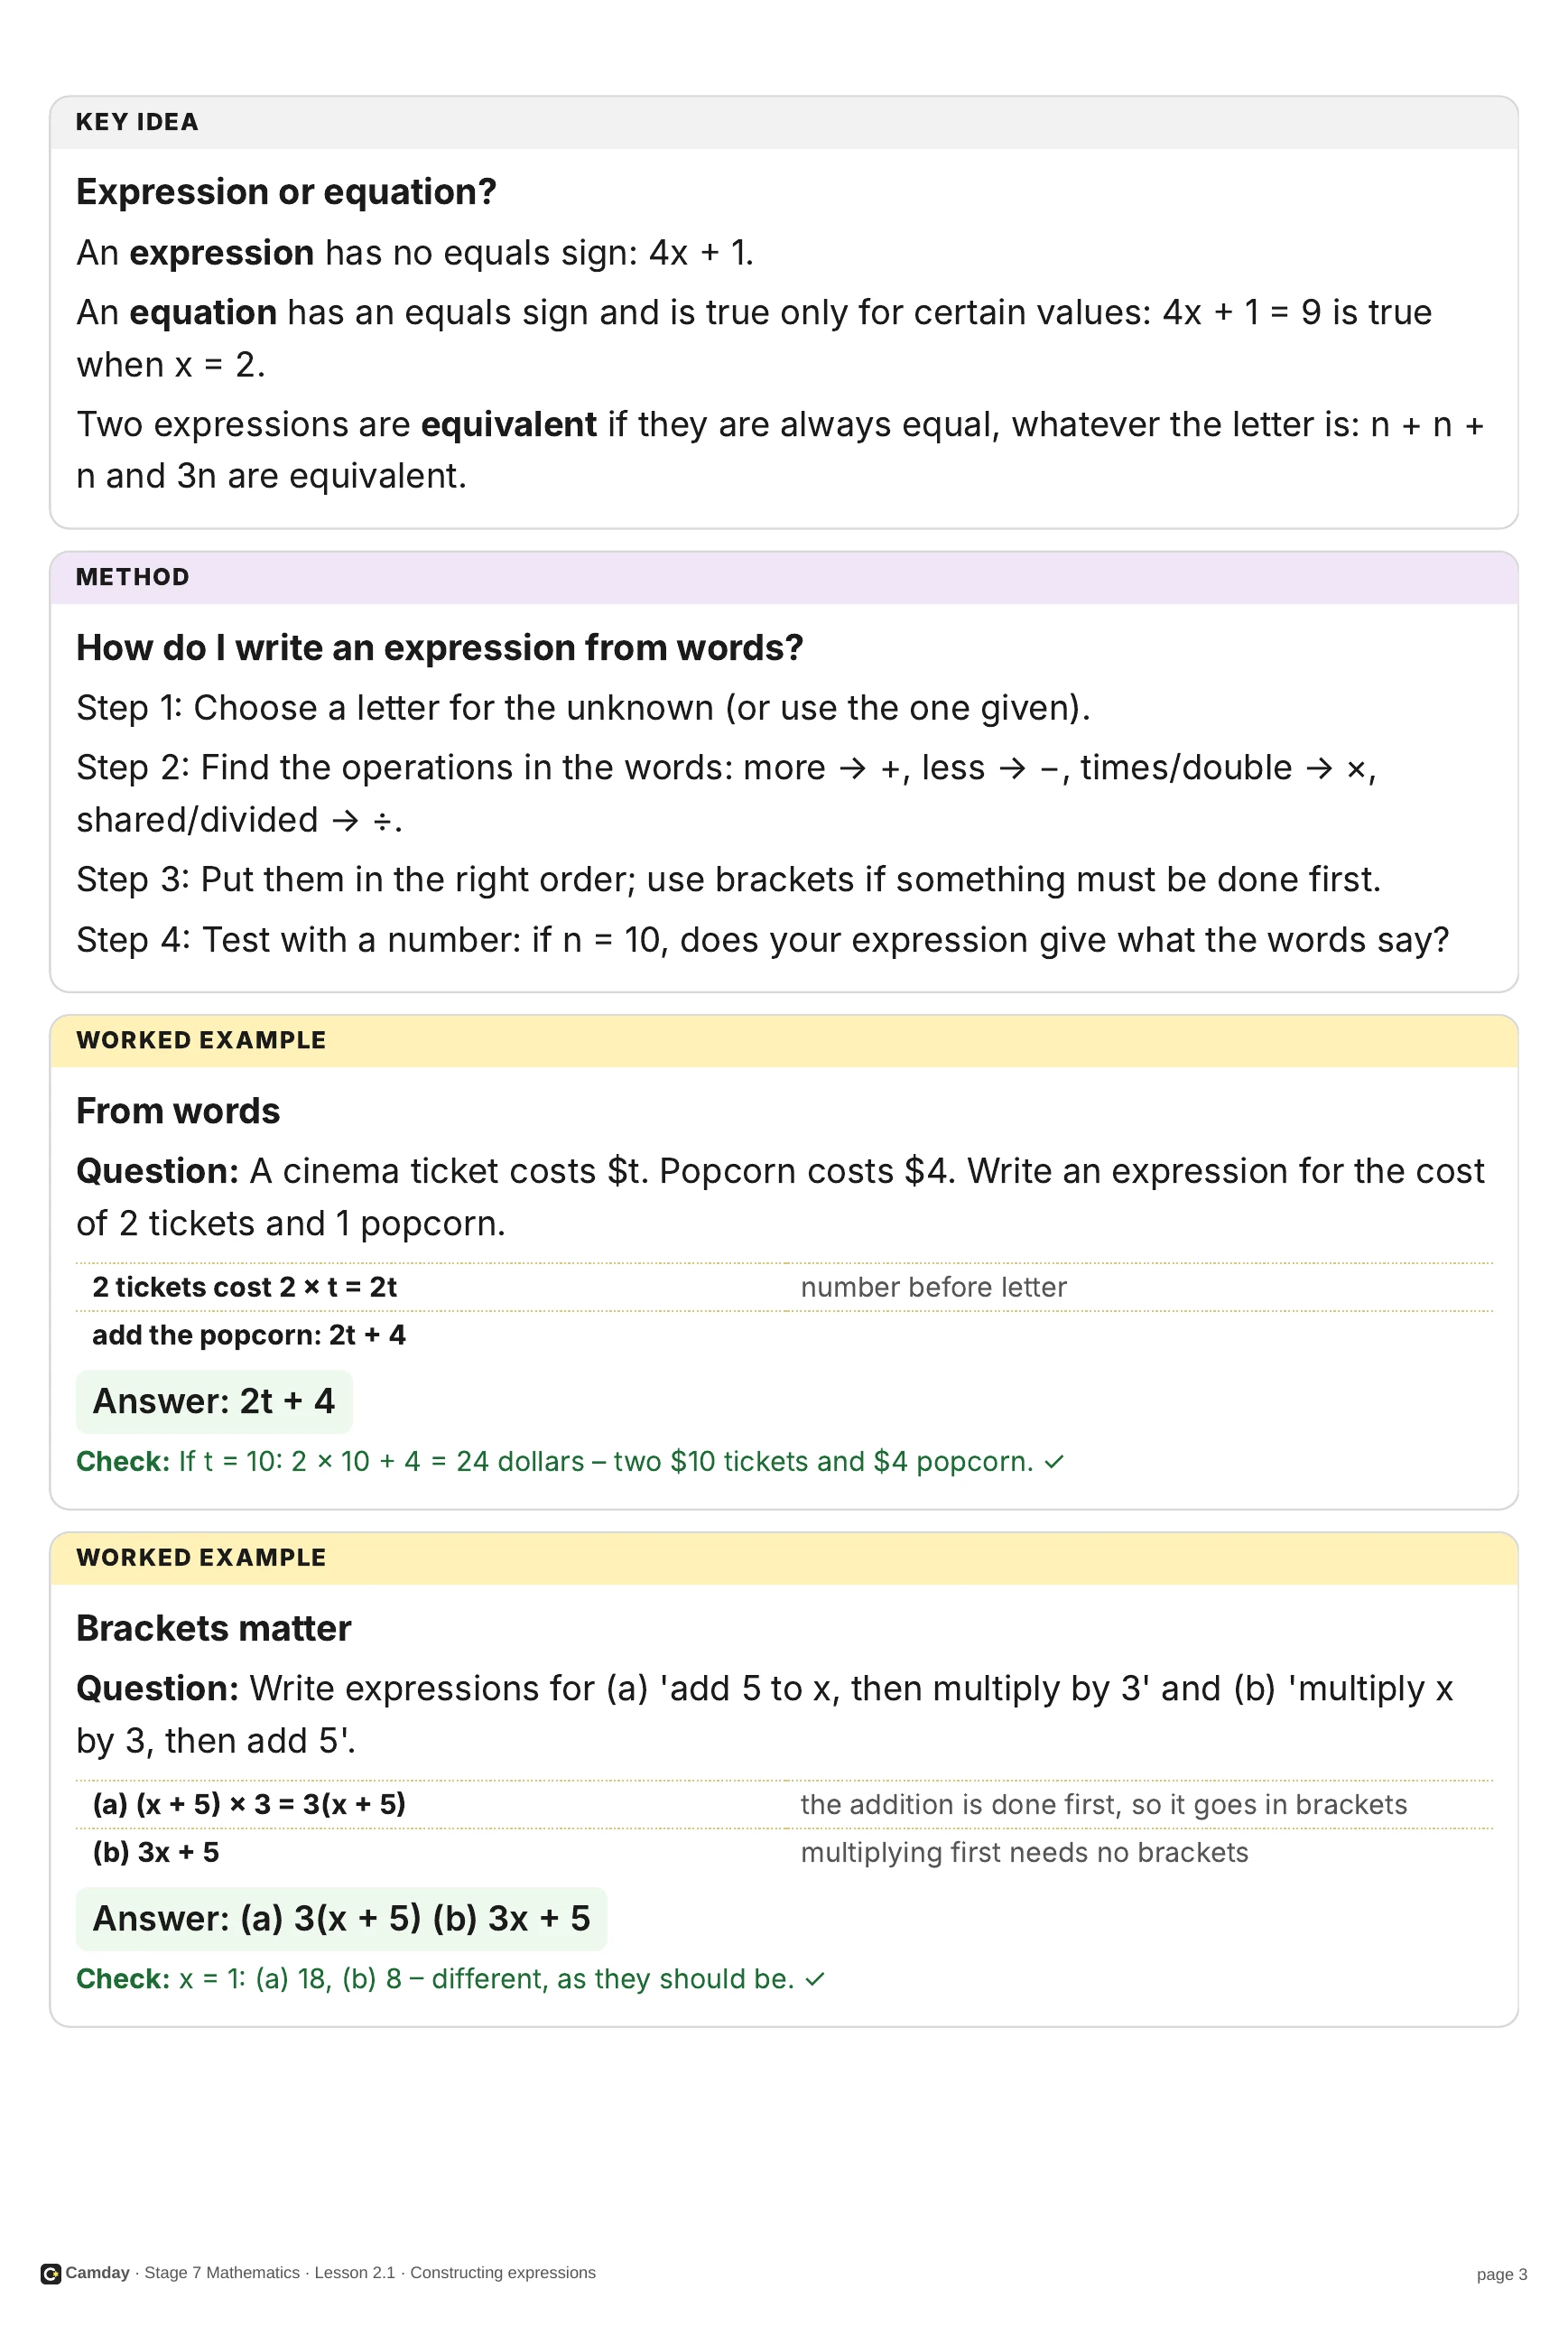 KEY IDEA
Expression or equation?
An expression has no equals sign: 4x + 1.
An equation has an equals sign and is true only for certain values: 4x + 1 = 9 is true
when x = 2.
Two expressions are equivalent if they are always equal, whatever the letter is: n + n +
n and 3n are equivalent.
METHOD
How do I write an expression from words?
Step 1: Choose a letter for the unknown (or use the one given).
Step 2: Find the operations in the words: more → +, less → −, times/double → ×,
shared/divided → ÷.
Step 3: Put them in the right order; use brackets if something must be done first.
Step 4: Test with a number: if n = 10, does your expression give what the words say?
WORKED EXAMPLE
From words
Question: A cinema ticket costs $t. Popcorn costs $4. Write an expression for the cost
of 2 tickets and 1 popcorn.
2 tickets cost 2 × t = 2t number before letter
add the popcorn: 2t + 4
Answer: 2t + 4
Check: If t = 10: 2 × 10 + 4 = 24 dollars – two $10 tickets and $4 popcorn. ✓
WORKED EXAMPLE
Brackets matter
Question: Write expressions for (a) 'add 5 to x, then multiply by 3' and (b) 'multiply x
by 3, then add 5'.
(a) (x + 5) × 3 = 3(x + 5) the addition is done first, so it goes in brackets
(b) 3x + 5 multiplying first needs no brackets
Answer: (a) 3(x + 5) (b) 3x + 5
Check: x = 1: (a) 18, (b) 8 – different, as they should be. ✓
Camday · Stage 7 Mathematics · Lesson 2.1 · Constructing expressions page 3